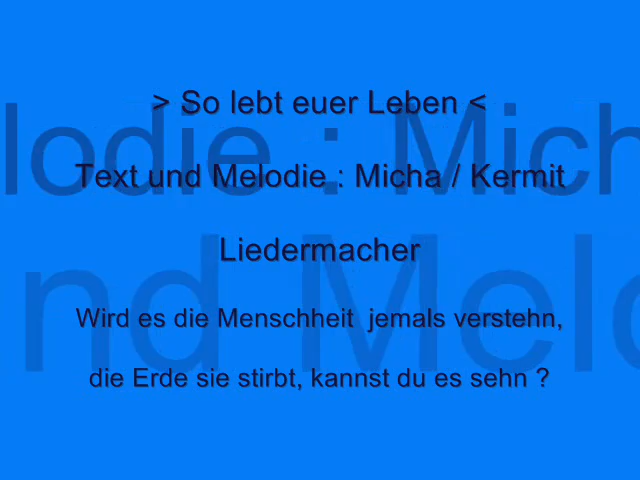 > So lebt euer Leben <
Text und Melodie : Micha / Kermit
Liedermacher
Wird es die Menschheit  jemals verstehn,
die Erde sie stirbt, kannst du es sehn ?